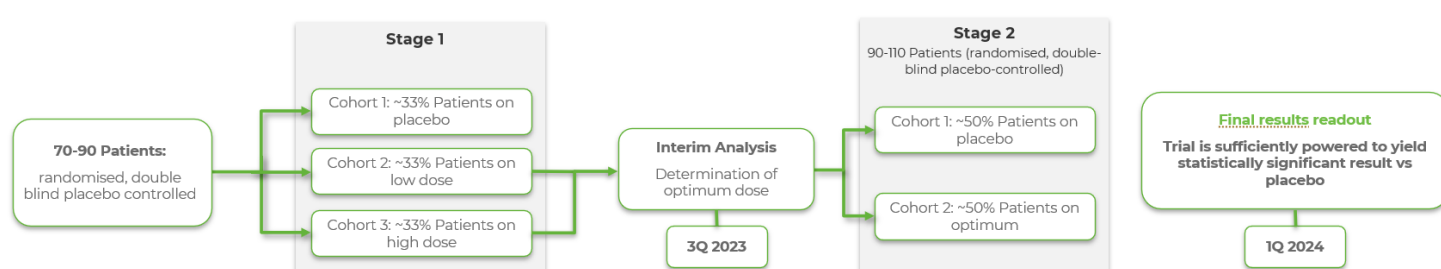 70-90 Patients:
randomised, double
blind placebo controlled
Stage 1
Cohort 1: ~33% Patients on
placebo
Cohort 2: ~33% Patients on
low dose
Cohort 3: ~33% Patients on
high dose
Interim Analysis
Determination of
optimum dose
3Q 2023
Stage 2
90-110 Patients (randomised, double-
blind placebo-controlled)
Cohort 1: ~50% Patients on
placebo
Cohort 2: ~50% Patients on
optimum
Final results readout
Trial is sufficiently powered to yield
statistically significant result vs
placebo
1Q 2024